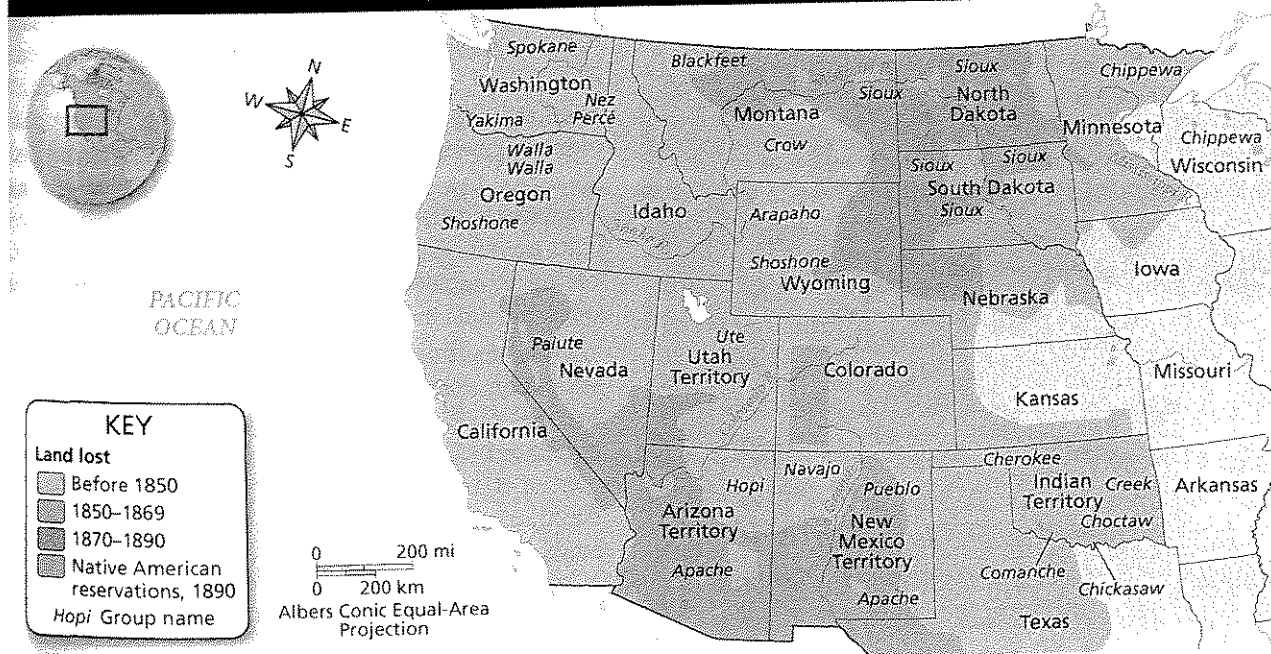 N
W
E
S
PACIFIC
OCEAN
Spokane
Washington
Nez
Percé
Yakima
Walla
Walla
Oregon
Shoshone
Idaho
Blackfeet
Sioux
Montana
Crow
Sioux
North
Dakota
Chippewa
Minnesota
Chippewa
Wisconsin
Sioux
Sioux
South Dakota
Sioux
Arapaho
Shoshone
Wyoming
Iowa
Nebraska
Paiute
Nevada
Ute
Utah
Territory
Colorado
Kansas
Missouri
California
Hopi
Arizona
Territory
Apache
Navajo
Pueblo
New
Mexico
Territory
Apache
Cherokee
Indian
Territory
Creek
Choctaw
Arkansas
Comanche
Chickasaw
Texas
KEY
Land lost
Before 1850
1850–1869
1870–1890
Native American
reservations, 1890
Hopi Group name
0 200 mi
0 200 km
Albers Conic Equal-Area
Projection